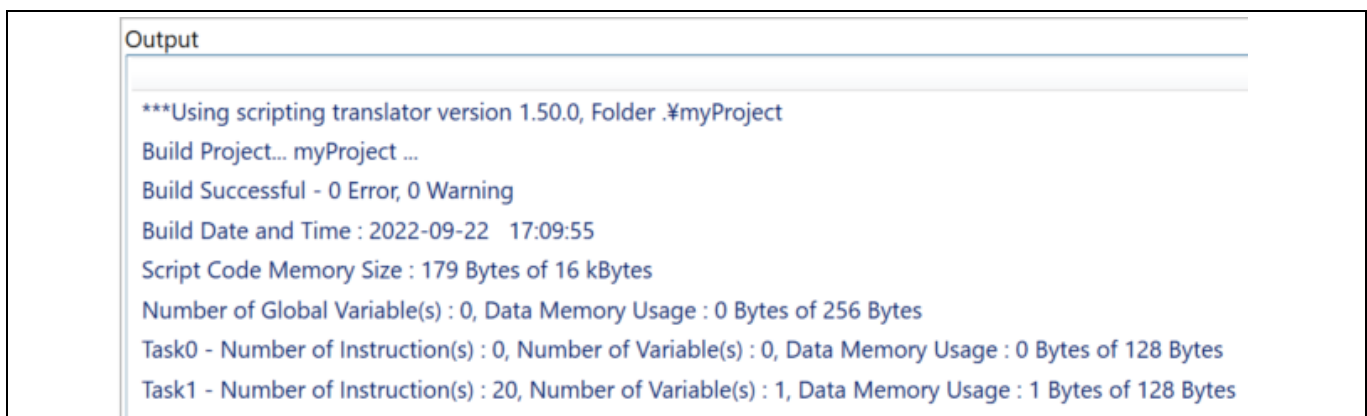 Output
***Using scripting translator version 1.50.0, Folder .¥myProject
Build Project... myProject ...
Build Successful - 0 Error, 0 Warning
Build Date and Time : 2022-09-22   17:09:55
Script Code Memory Size : 179 Bytes of 16 kBytes
Number of Global Variable(s) : 0, Data Memory Usage : 0 Bytes of 256 Bytes
Task0 - Number of Instruction(s) : 0, Number of Variable(s) : 0, Data Memory Usage : 0 Bytes of 128 Bytes
Task1 - Number of Instruction(s) : 20, Number of Variable(s) : 1, Data Memory Usage : 1 Bytes of 128 Bytes